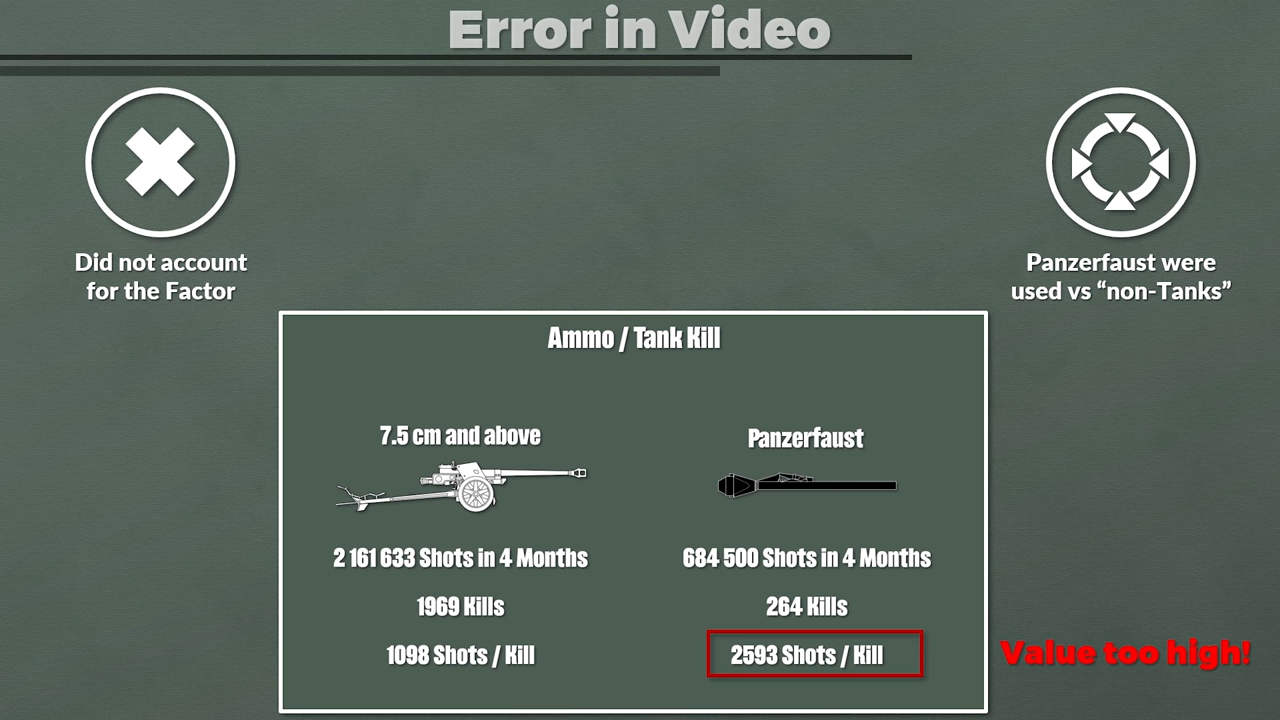 Error in Video
Did not account
for the Factor
Panzerfaust were
used vs “non-Tanks”
Ammo / Tank Kill
7.5 cm and above
Panzerfaust
2 161 633 Shots in 4 Months
684 500 Shots in 4 Months
1969 Kills
264 Kills
1098 Shots / Kill
2593 Shots / Kill
Value too high!